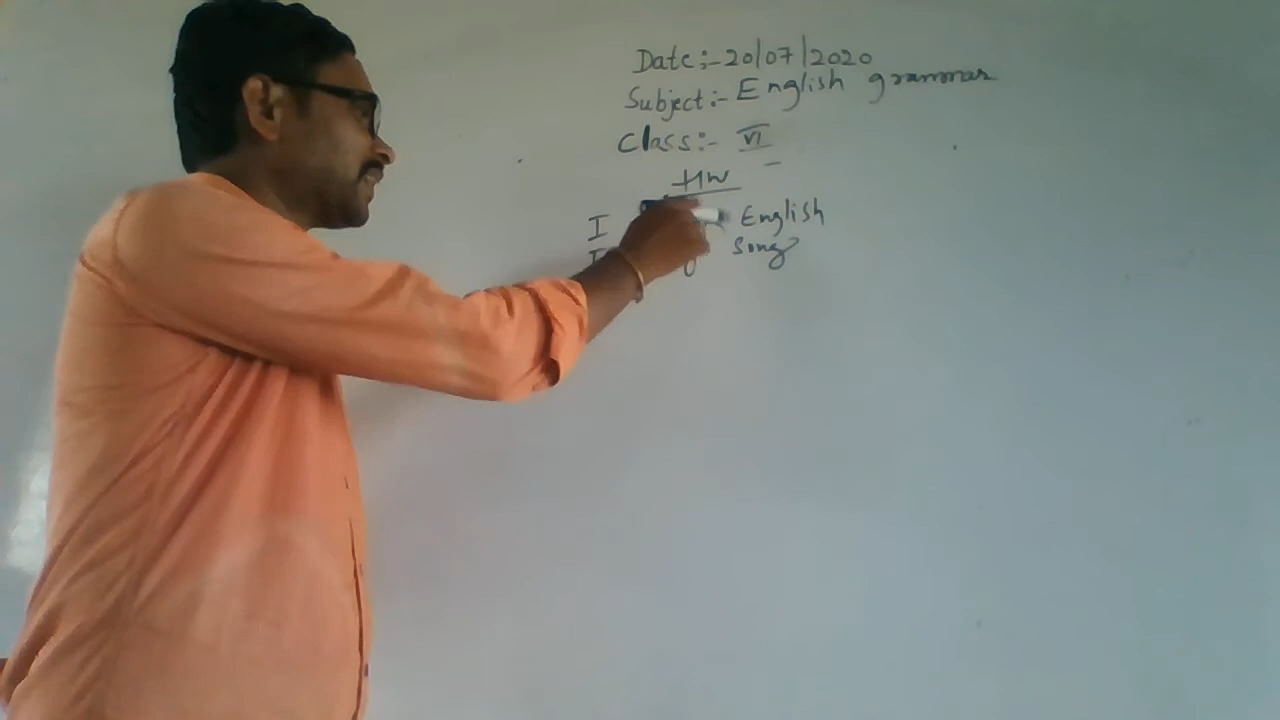 Date:-20/07/2020
Subject:- English grammar
Class:- VI
HW
I English
I song